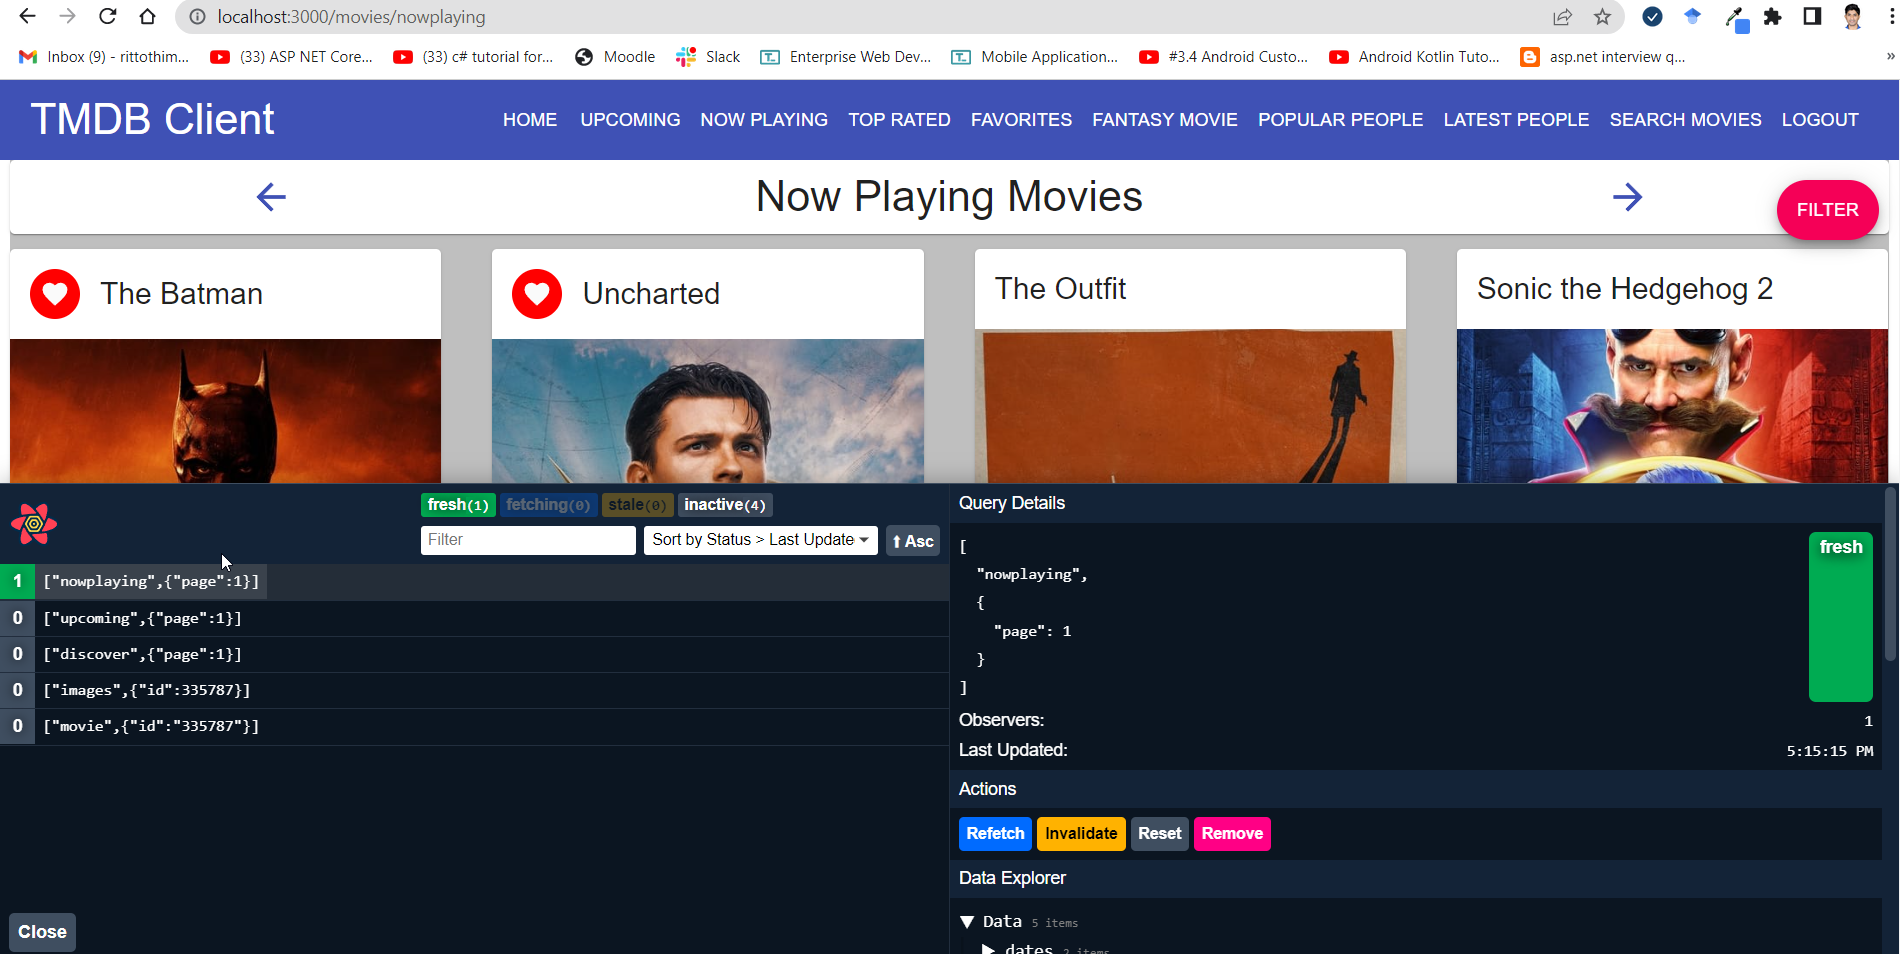 localhost:3000/movies/nowplaying
Inbox (9) - rittothim...
(33) ASP NET Core...
(33) c# tutorial for...
Moodle
Slack
Enterprise Web Dev...
Mobile Application...
#3.4 Android Custo...
Android Kotlin Tuto...
asp.net interview q...
»
TMDB Client
HOME
UPCOMING
NOW PLAYING
TOP RATED
FAVORITES
FANTASY MOVIE
POPULAR PEOPLE
LATEST PEOPLE
SEARCH MOVIES
LOGOUT
Now Playing Movies
FILTER
The Batman
Uncharted
The Outfit
Sonic the Hedgehog 2
fresh(1)
fetching(0)
stale(0)
inactive(4)
Filter
Sort by Status > Last Update
⬆ Asc
1 ["nowplaying",{"page":1}]
0 ["upcoming",{"page":1}]
0 ["discover",{"page":1}]
0 ["images",{"id":335787}]
0 ["movie",{"id":"335787"}]
Close
Query Details
[
"nowplaying",
{
"page": 1
}
]
fresh
Observers: 1
Last Updated: 5:15:15 PM
Actions
Refetch
Invalidate
Reset
Remove
Data Explorer
▼ Data 5 items
▶ dates 2 items